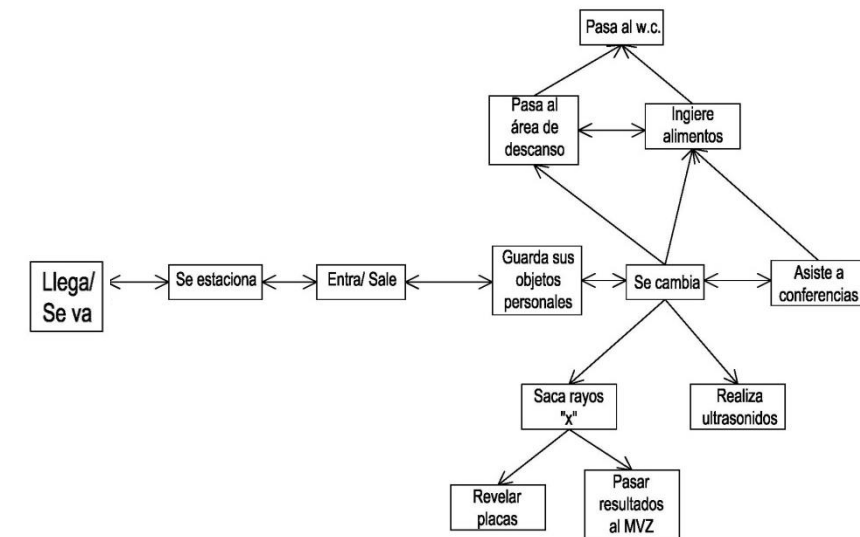 Pasa al w.c.
Pasa al
área de
descanso
Ingiere
alimentos
Llega/
Se va
Se estaciona
Entra/ Sale
Guarda sus
objetos
personales
Se cambia
Asiste a
conferencias
Saca rayos
"x"
Realiza
ultrasonidos
Revelar
placas
Pasar
resultados
al MVZ